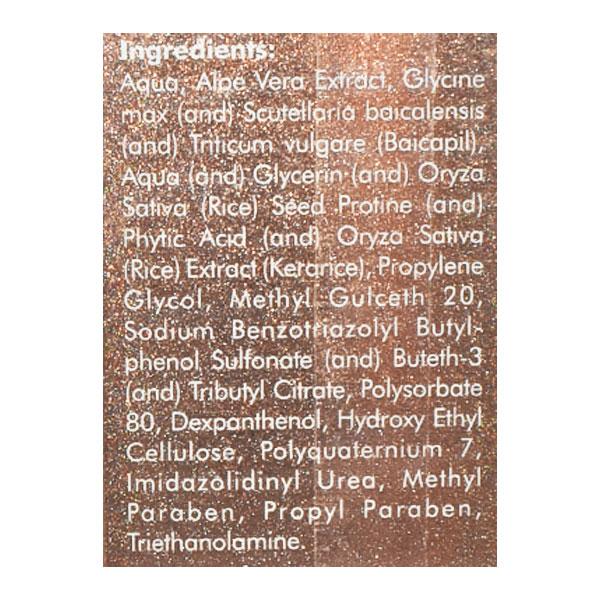 Ingredients:
Aqua, Aloe Vera Extract, Glycine
max (and) Scutellaria baicalensis
(and) Triticum vulgare (Baicapil),
Aqua (and) Glycerin (and) Oryza
Sativa (Rice) Seed Protine (and)
Phytic Acid (and) Oryza Sativa
(Rice) Extract (Keratrice), Propylene
Glycol, Methyl Gulceth 20,
Sodium Benzotriazolyl Butyl-
phenol Sulfonate (and) Buteth-3
(and) Tributyl Citrate, Polysorbate
80, Dexpanthenol, Hydroxy Ethyl
Cellulose, Polyquaternium 7,
Imidazolidinyl Urea, Methyl
Paraben, Propyl Paraben,
Triethanolamine.